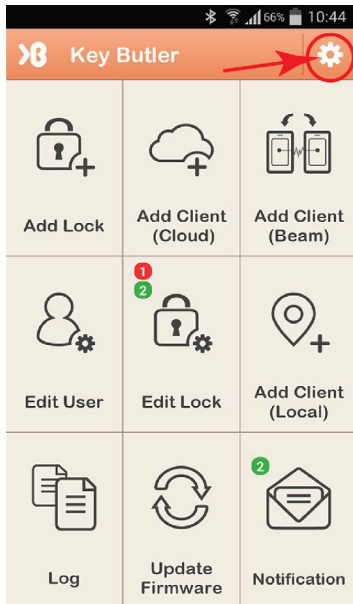 66% 10:44
KB Key Butler
Add Lock
Add Client
(Cloud)
Add Client
(Beam)
1
2
Edit User
Edit Lock
Add Client
(Local)
2
Log
Update
Firmware
Notification